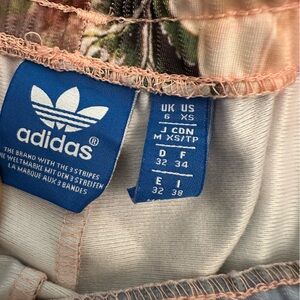 adidas®
THE BRAND WITH THE 3 STRIPES
DIE WELTMARKE MIT DEN 3 STREIFEN
LA MARQUE AUX 3 BANDES
UK US
6 XS
J CDN
M XS/TP
D F
32 34
E I
32 38